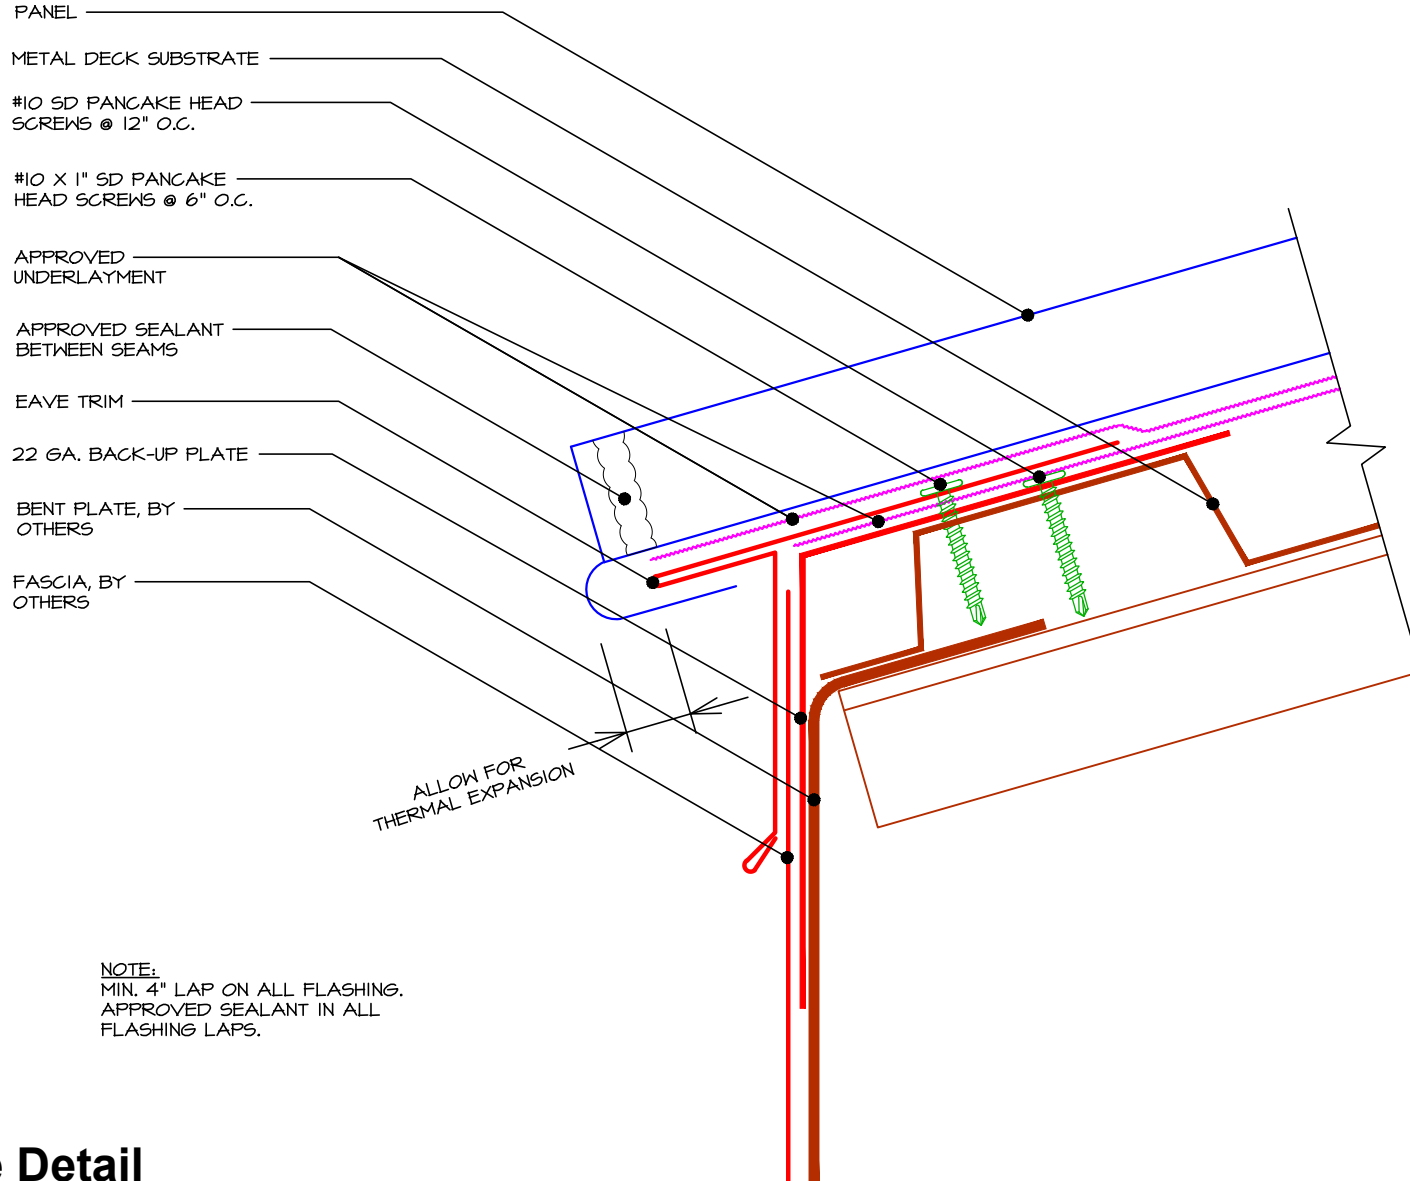 PANEL
METAL DECK SUBSTRATE
#10 SD PANCAKE HEAD
SCREWS @ 12" O.C.
#10 X 1" SD PANCAKE
HEAD SCREWS @ 6" O.C.
APPROVED
UNDERLAYMENT
APPROVED SEALANT
BETWEEN SEAMS
EAVE TRIM
22 GA. BACK-UP PLATE
BENT PLATE, BY
OTHERS
FASCIA, BY
OTHERS
ALLOW FOR
THERMAL EXPANSION
NOTE:
MIN. 4" LAP ON ALL FLASHING.
APPROVED SEALANT IN ALL
FLASHING LAPS.
Detail